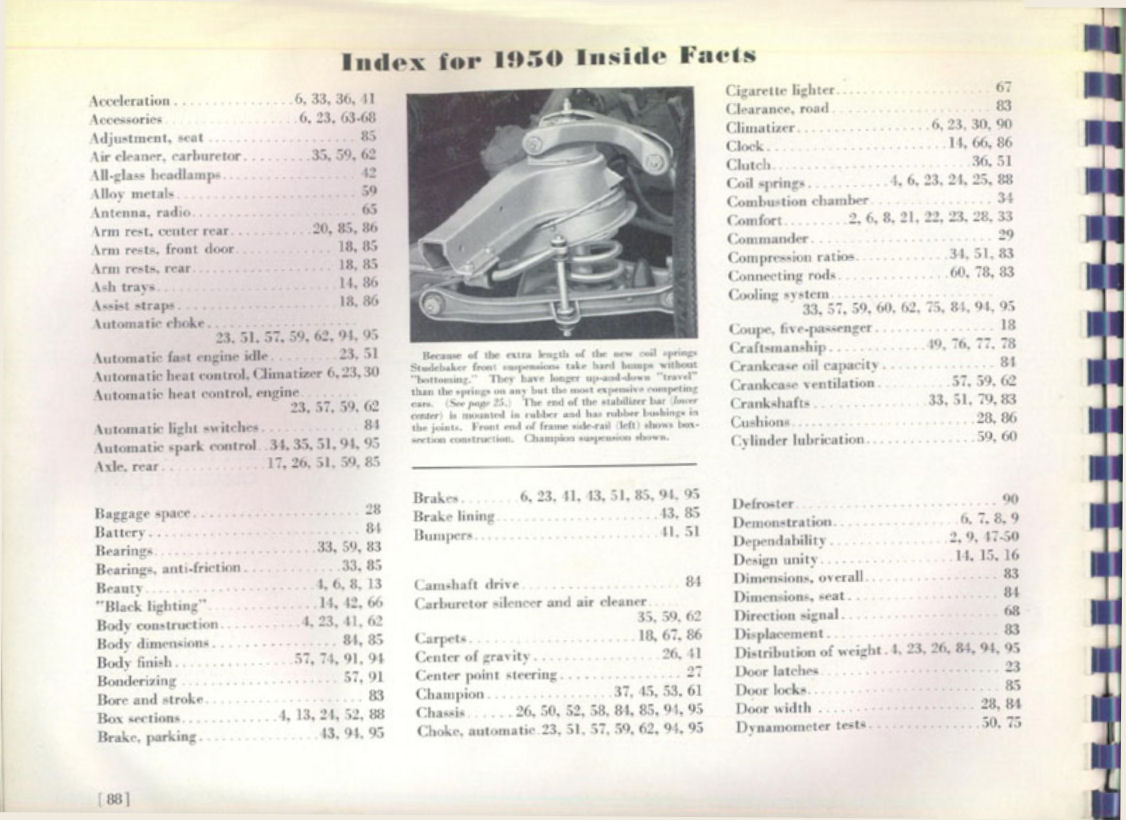 Index for 1950 Inside Facts
Acceleration . . . . . . . . . . . . . . . . 6, 33, 36, 41
Accessories . . . . . . . . . . . . . . . . 6, 23, 63-68
Adjustment, seat . . . . . . . . . . . . . . . . 85
Air cleaner, carburetor . . . . . . . . . 35, 59, 62
All-glass headlamps . . . . . . . . . . . . . . . . 42
Alloy metals . . . . . . . . . . . . . . . . 59
Antenna, radio . . . . . . . . . . . . . . . . 65
Arm rest, center rear . . . . . . . . . . . 20, 85, 86
Arm rests, front door . . . . . . . . . . . . 18, 85
Arm rests, rear . . . . . . . . . . . . . . . . 18, 85
Ash trays . . . . . . . . . . . . . . . . 14, 86
Assist straps . . . . . . . . . . . . . . . . 18, 86
Automatic choke . . . . . . . . . . . . . . . .
23, 51, 57, 59, 62, 94, 95
Automatic fast engine idle . . . . . . . . . 23, 51
Automatic heat control, Climatizer 6, 23, 30
Automatic heat control, engine . . . . . . . .
23, 57, 59, 62
Automatic light switches . . . . . . . . . . . . 84
Automatic spark control . . 34, 35, 51, 94, 95
Axle, rear . . . . . . . . . . . . 17, 26, 51, 59, 85
Baggage space . . . . . . . . . . . . . . . . 28
Battery . . . . . . . . . . . . . . . . 84
Bearings . . . . . . . . . . . . . . . . 33, 59, 83
Bearings, anti-friction . . . . . . . . . . . . 33, 85
Beauty . . . . . . . . . . . . . . . . 4, 6, 8, 13
"Black lighting" . . . . . . . . . . . . 14, 42, 66
Body construction . . . . . . . . . . 4, 23, 41, 62
Body dimensions . . . . . . . . . . . . . . . . 84, 85
Body finish . . . . . . . . . . . . 57, 74, 91, 94
Bonderizing . . . . . . . . . . . . . . . . 57, 91
Bore and stroke . . . . . . . . . . . . . . . . 83
Box sections . . . . . . . . . . . . 4, 13, 24, 52, 88
Brake, parking . . . . . . . . . . . . 43, 94, 95
[ 88 ]
Because of the extra length of the new coil springs
Studebaker front suspensions take hard bumps without
"bottoming." They have longer up-and-down "travel"
than the springs on any but the most expensive competing
cars. (See page 25.) The end of the stabilizer bar (lower
center) is mounted in rubber and has rubber bushings in
the joints. Front end of frame side-rail (left) shows box-
section construction. Champion suspension shown.
Brakes . . . . . . . . 6, 23, 41, 43, 51, 85, 94, 95
Brake lining . . . . . . . . . . . . . . . . 43, 85
Bumpers . . . . . . . . . . . . . . . . 41, 51
Camshaft drive . . . . . . . . . . . . . . . . 84
Carburetor silencer and air cleaner . . . . . .
35, 59, 62
Carpets . . . . . . . . . . . . . . . . 18, 67, 86
Center of gravity . . . . . . . . . . . . . . . . 26, 41
Center point steering . . . . . . . . . . . . . . . . 27
Champion . . . . . . . . . . . . . . . . 37, 45, 53, 61
Chassis . . . . . . 26, 50, 52, 58, 84, 85, 94, 95
Choke, automatic . 23, 51, 57, 59, 62, 94, 95
Cigarette lighter . . . . . . . . . . . . . . . . 67
Clearance, road . . . . . . . . . . . . . . . . 83
Climatizer . . . . . . . . . . . . . . . . 6, 23, 30, 90
Clock . . . . . . . . . . . . . . . . 14, 66, 86
Clutch . . . . . . . . . . . . . . . . 36, 51
Coil springs . . . . . . . . . . 4, 6, 23, 24, 25, 88
Combustion chamber . . . . . . . . . . . . . . . . 34
Comfort . . . . . . . 2, 6, 8, 21, 22, 23, 28, 33
Commander . . . . . . . . . . . . . . . . 29
Compression ratios . . . . . . . . . . . . 34, 51, 83
Connecting rods . . . . . . . . . . . . . . . . 60, 78, 83
Cooling system . . . . . . . . . . . . . . . .
33, 57, 59, 60, 62, 75, 84, 94, 95
Coupe, five-passenger . . . . . . . . . . . . . . . . 18
Craftsmanship . . . . . . . . . . . . 49, 76, 77, 78
Crankcase oil capacity . . . . . . . . . . . . . . . . 84
Crankcase ventilation . . . . . . . . . . 57, 59, 62
Crankshafts . . . . . . . . . . . . . . 33, 51, 79, 83
Cushions . . . . . . . . . . . . . . . . 28, 86
Cylinder lubrication . . . . . . . . . . . . . . 59, 60
Defroster . . . . . . . . . . . . . . . . 90
Demonstration . . . . . . . . . . . . . . . . 6, 7, 8, 9
Dependability . . . . . . . . . . . . . . . . 2, 9, 47-50
Design unity . . . . . . . . . . . . . . . . 14, 15, 16
Dimensions, overall . . . . . . . . . . . . . . . . 83
Dimensions, seat . . . . . . . . . . . . . . . . 84
Direction signal . . . . . . . . . . . . . . . . 68
Displacement . . . . . . . . . . . . . . . . 83
Distribution of weight . 4, 23, 26, 84, 94, 95
Door latches . . . . . . . . . . . . . . . . 23
Door locks . . . . . . . . . . . . . . . . 85
Door width . . . . . . . . . . . . . . . . 28, 84
Dynamometer tests . . . . . . . . . . . . . . . . 50, 75